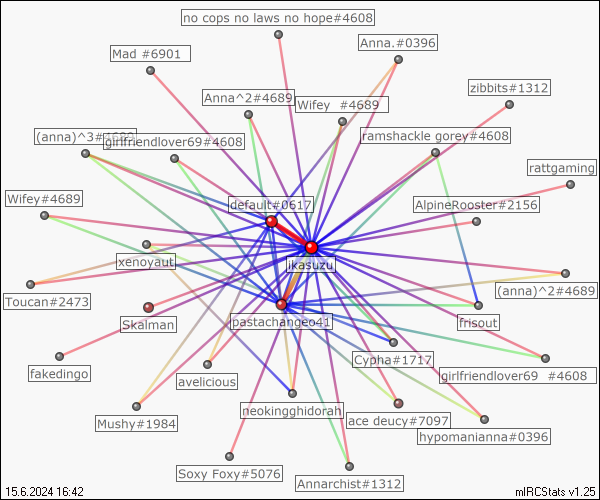 no cops no laws no hope#4608
Anna.#0396
Mad #6901
zibbits#1312
Anna^2#4689
Wifey #4689
(anna)^3#4689
girlfriendlover69#4608
ramshackle gorey#4608
rattgaming
Wifey#4689
default#0617
AlpineRooster#2156
xenovaut
ikasuzu
(anna)^2#4689
Toucan#2473
Skalman
pastachangeo41
frisout
Cypha#1717
fakedingo
avelicious
girlfriendlover69 #4608
neokingghidorah
Mushy#1984
ace deucy#7097
hypomanianna#0396
Soxy Foxy#5076
Annarchist#1312
15.6.2024 16:42
mIRCStats v1.25